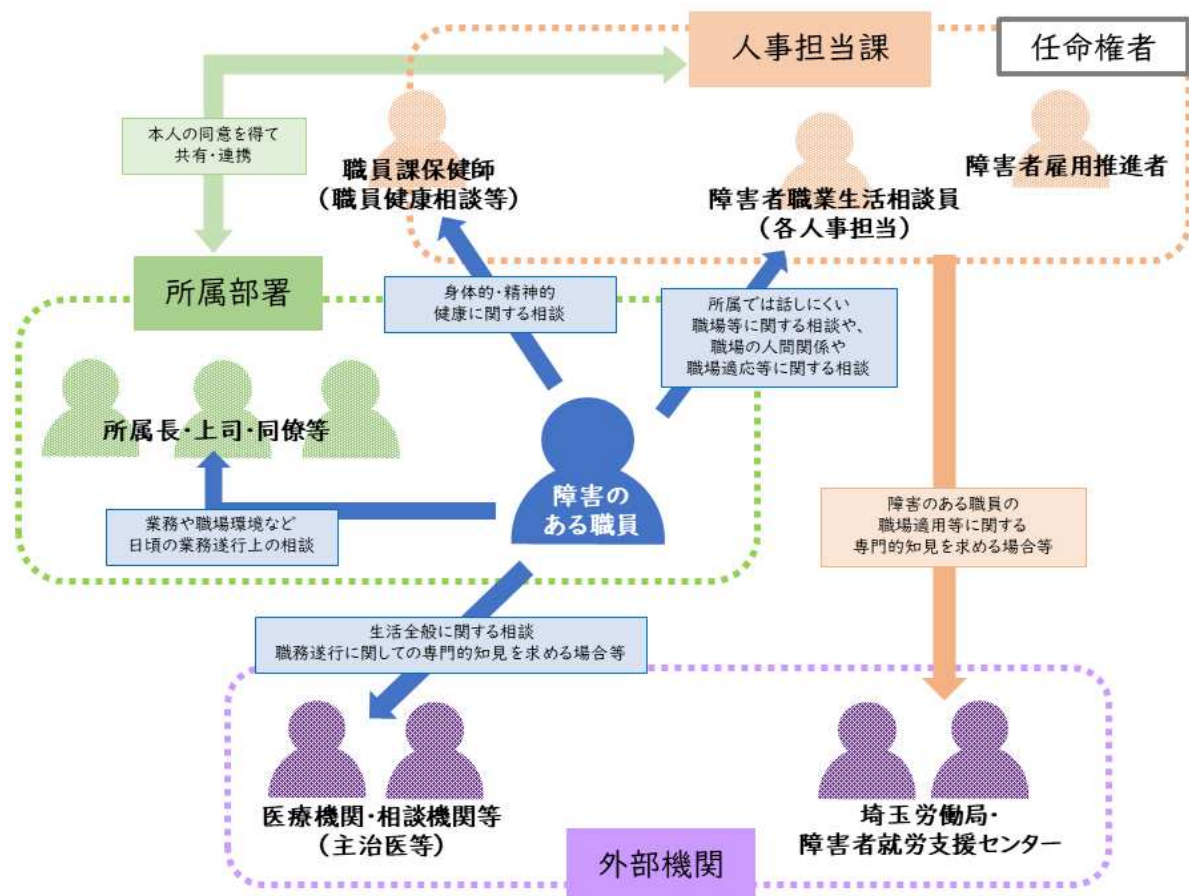 人事担当課
任命権者
本人の同意を得て
共有・連携
職員課保健師
（職員健康相談等）
障害者職業生活相談員
（各人事担当）
障害者雇用推進者
所属部署
身体的・精神的
健康に関する相談
所属では話しにくい
職場等に関する相談や、
職場の人間関係や
職場適応等に関する相談
所属長・上司・同僚等
障害の
ある職員
業務や職場環境など
日頃の業務遂行上の相談
障害のある職員の
職場適用等に関する
専門的知見を求める場合等
生活全般に関する相談
職務遂行に関しての専門的知見を求める場合等
医療機関・相談機関等
（主治医等）
埼玉労働局・
障害者就労支援センター
外部機関